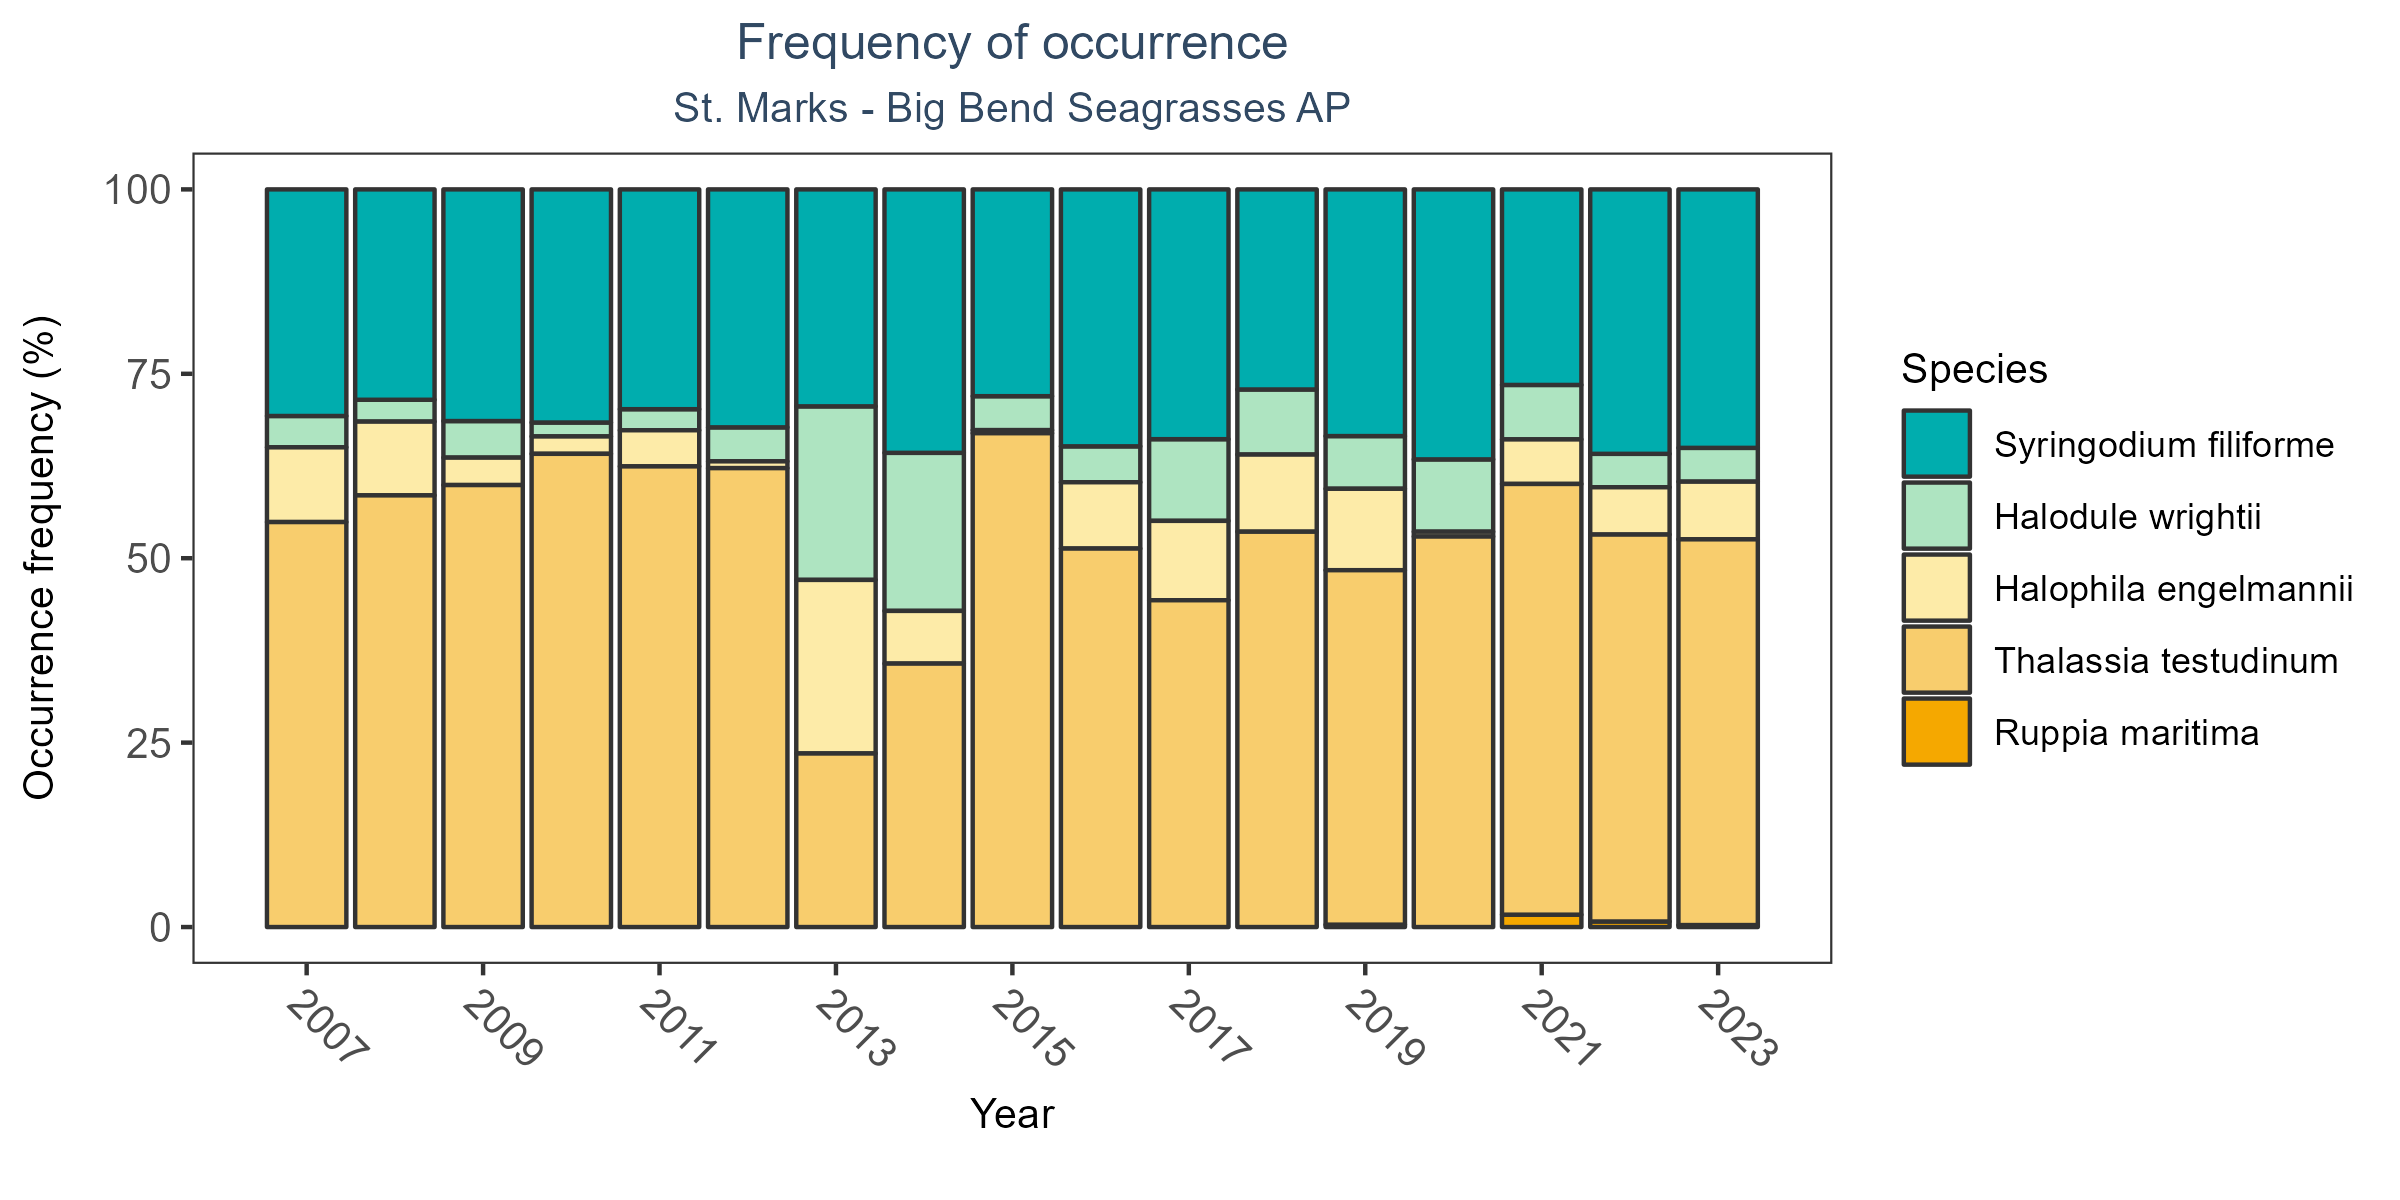 Frequency of occurrence
St. Marks - Big Bend Seagrasses AP
Occurrence frequency (%)
100
75
50
25
0
2007
2009
2011
2013
2015
2017
2019
2021
2023
Year
Species
Syringodium filiforme
Halodule wrightii
Halophila engelmannii
Thalassia testudinum
Ruppia maritima